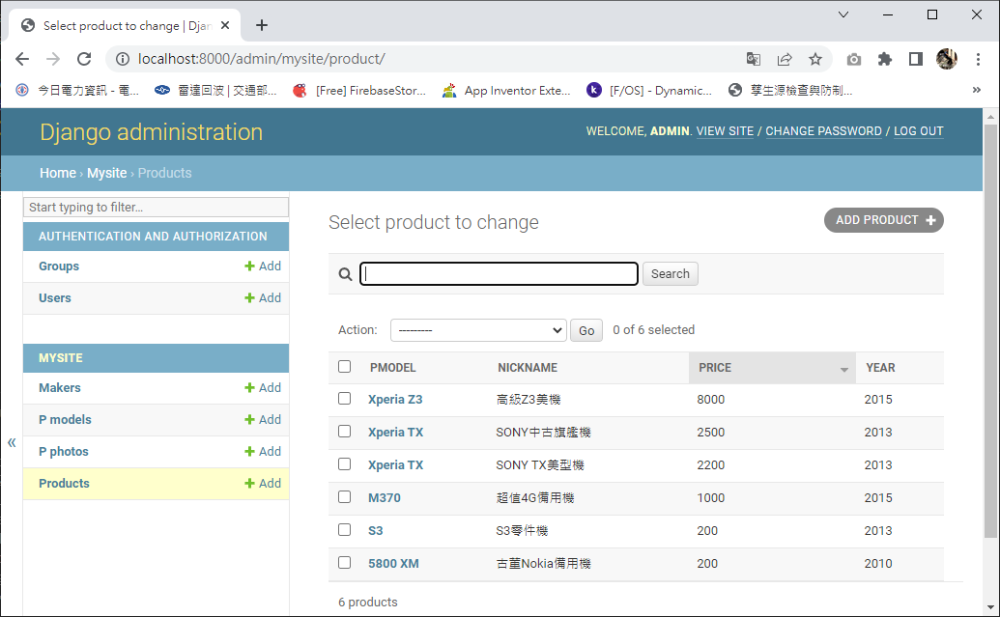 Select product to change | Djan
localhost:8000/admin/mysite/product/
今日電力資訊 - 電... 雷達回波 | 交通部... [Free] FirebaseStor... App Inventor Exte... [F/OS] - Dynamic... 孳生源檢查與防制... »
Django administration
WELCOME, ADMIN. VIEW SITE / CHANGE PASSWORD / LOG OUT
Home › Mysite › Products
Start typing to filter...
AUTHENTICATION AND AUTHORIZATION
Groups + Add
Users + Add
MYSITE
Makers + Add
P models + Add
P photos + Add
Products + Add
«
Select product to change
ADD PRODUCT +
Search
Action: --------- Go 0 of 6 selected
PMODEL NICKNAME PRICE YEAR
Xperia Z3 高級Z3美機 8000 2015
Xperia TX SONY中古旗艦機 2500 2013
Xperia TX SONY TX美型機 2200 2013
M370 超值4G備用機 1000 2015
S3 S3零件機 200 2013
5800 XM 古董Nokia備用機 200 2010
6 products